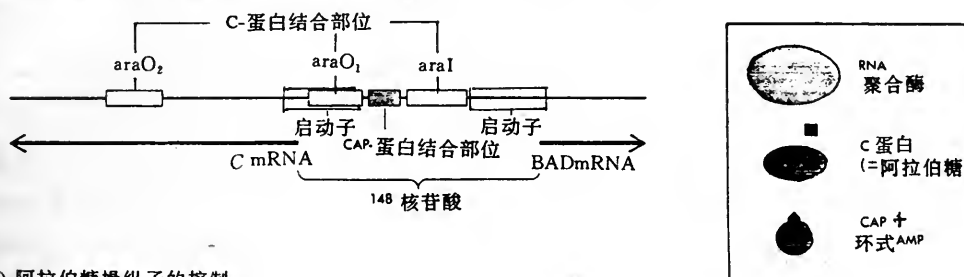 C-蛋白结合部位
araO₂
araO₁
araI
启动子
CAP-蛋白结合部位
启动子
C mRNA
BADmRNA
148 核苷酸
RNA
聚合酶
C 蛋白
(=阿拉伯糖
CAP +
环式AMP